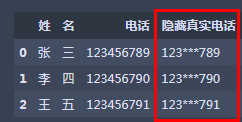 姓 名 电话 隐藏真实电话
0 张 三 123456789 123***789
1 李 四 123456790 123***790
2 王 五 123456791 123***791